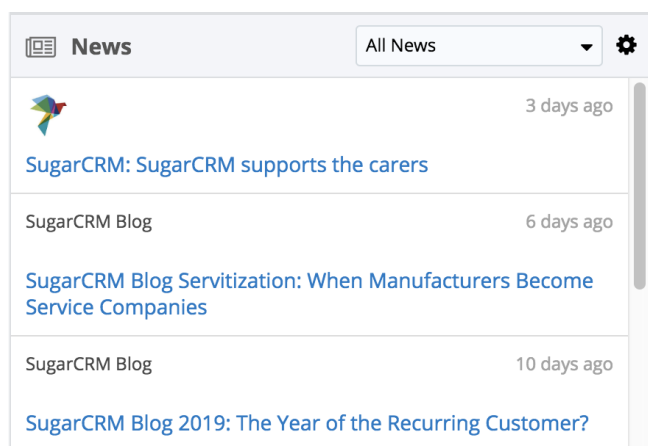 News
All News
3 days ago
SugarCRM: SugarCRM supports the carers
SugarCRM Blog
6 days ago
SugarCRM Blog Servitization: When Manufacturers Become
Service Companies
SugarCRM Blog
10 days ago
SugarCRM Blog 2019: The Year of the Recurring Customer?